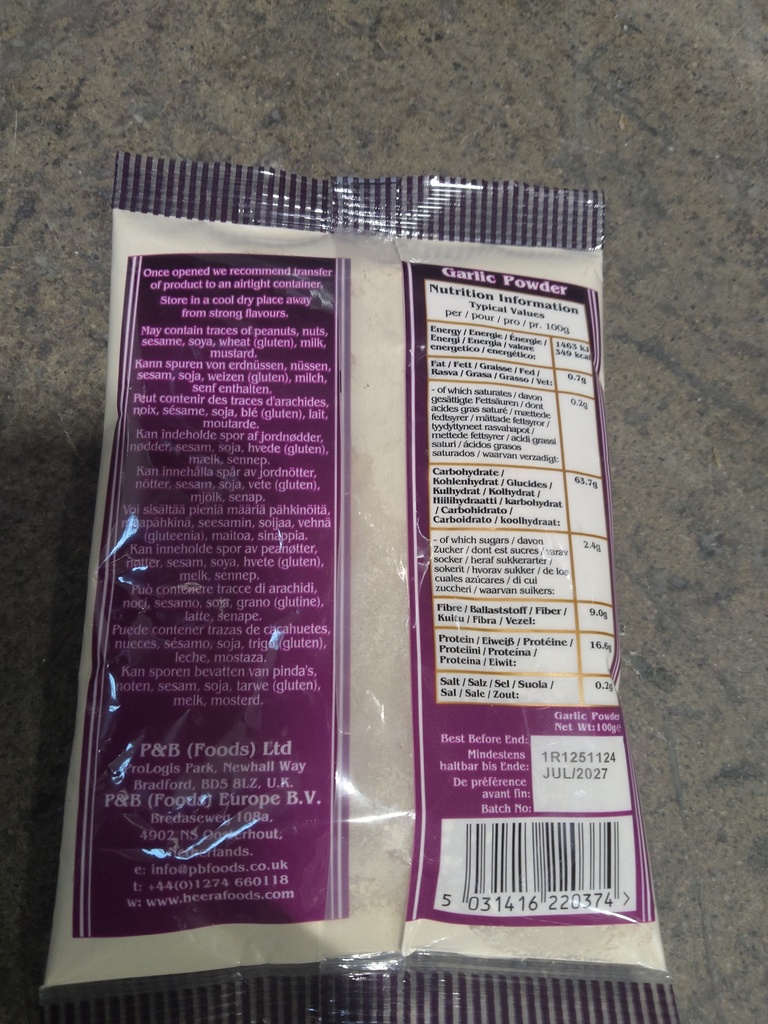 Once opened we recommend transfer
of product to an airtight container.
Store in a cool dry place away
from strong flavours.
May contain traces of peanuts, nuts,
sesame, soya, wheat (gluten), milk,
mustard.
Kann spuren von erdnüssen, nüssen,
sesam, soja, weizen (gluten), milch,
senf enthalten.
Peut contenir des traces d'arachides,
noix, sésame, soja, blé (gluten), lait,
moutarde.
Kan indeholde spor af jordnødder,
nødder, sesam, soja, hvede (gluten),
mælk, sennep.
Kan innehålla spår av jordnötter,
nötter, sesam, soja, vete (gluten),
mjölk, senap.
Voi sisältää pieniä määriä pähkinöitä,
maapähkinä, seesamin, soijaa, vehnä
(gluteenia), maitoa, sinappia.
Kan inneholde spor av peanøtter,
nøtter, sesam, soya, hvete (gluten),
melk, sennep.
Può contenere tracce di arachidi,
noci, sesamo, soja, grano (glutine),
latte, senape.
Puede contener trazas de cacahuetes,
nueces, sésamo, soja, trigo (gluten),
leche, mostaza.
Kan sporen bevatten van pinda's,
noten, sesam, soja, tarwe (gluten),
melk, mosterd.
P&B (Foods) Ltd
ProLogis Park, Newhall Way
Bradford, BD5 8LZ, U.K.
P&B (Foods) Europe B.V.
Bredaseweg 108a,
4902 NS Oosterhout,
Netherlands.
e: info@pbfoods.co.uk
t: +44(0)1274 660118
w: www.heerafoods.com
Garlic Powder
Nutrition Information
Typical Values
per / pour / pro / pr. 100g
Energy / Energie / Énergie /
Energi / Energia / valore
energetico / energético:
1463 kJ
349 kcal
Fat / Fett / Graisse / Fed /
Rasva / Grasa / Grasso / Vet:
0.7g
- of which saturates / davon
gesättigte Fettsäuren / dont
acides gras saturé / mættede
fedtsyrer / mättade fettsyror /
tyydyttyneet rasvahapot /
mettede fettsyrer / acidi grassi
saturi / ácidos grasos
saturados / waarvan verzadigt:
0.2g
Carbohydrate /
Kohlenhydrat / Glucides /
Kulhydrat / Kolhydrat /
Hiilihydraatti / karbohydrat
/ Carbohidrato /
Carboidrato / koolhydraat:
63.7g
- of which sugars / davon
Zucker / dont est sucres / varav
socker / heraf sukkerarter /
sokerit / hvorav sukker / de los
cuales azúcares / di cui
zuccheri / waarvan suikers:
2.4g
Fibre / Ballaststoff / Fiber /
Kuitu / Fibra / Vezel:
9.0g
Protein / Eiweiß / Protéine /
Proteiini / Proteína /
Proteina / Eiwit:
16.6g
Salt / Salz / Sel / Suola /
Sal / Sale / Zout:
0.2g
Garlic Powder
Net Wt:100g℮
Best Before End:
Mindestens
haltbar bis Ende:
De préférence
avant fin:
Batch No:
1R1251124
JUL/2027
5 031416 220374 >